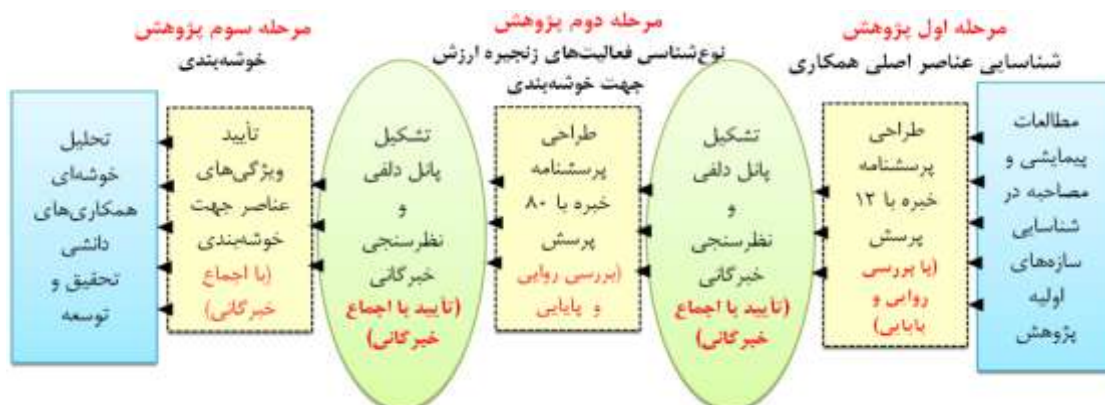 مرحله اول پژوهش
شناسایی عناصر اصلی همکاری
مرحله دوم پژوهش
نوع‌شناسی فعالیت‌های زنجیره ارزش
جهت خوشه‌بندی
مرحله سوم پژوهش
خوشه‌بندی
مطالعات
پیمایشی و
مصاحبه در
شناسایی
سازه‌های
اولیه
پژوهش
طراحی
پرسشنامه
خبره با ۱۲
پرسش
(با بررسی
روایی و
پایایی)
تشکیل
پانل دلفی
و
نظرسنجی
خبرگانی
(تأیید با اجماع
خبرگانی)
طراحی
پرسشنامه
خبره با ۸۰
پرسش
(بررسی روایی
و پایایی
تشکیل
پانل دلفی
و
نظرسنجی
خبرگانی
(تأیید با اجماع
خبرگانی)
تأیید
ویژگی‌های
عناصر جهت
خوشه‌بندی
(با اجماع
خبرگانی)
تحلیل
خوشه‌ای
همکاری‌های
دانشی
تحقیق و
توسعه